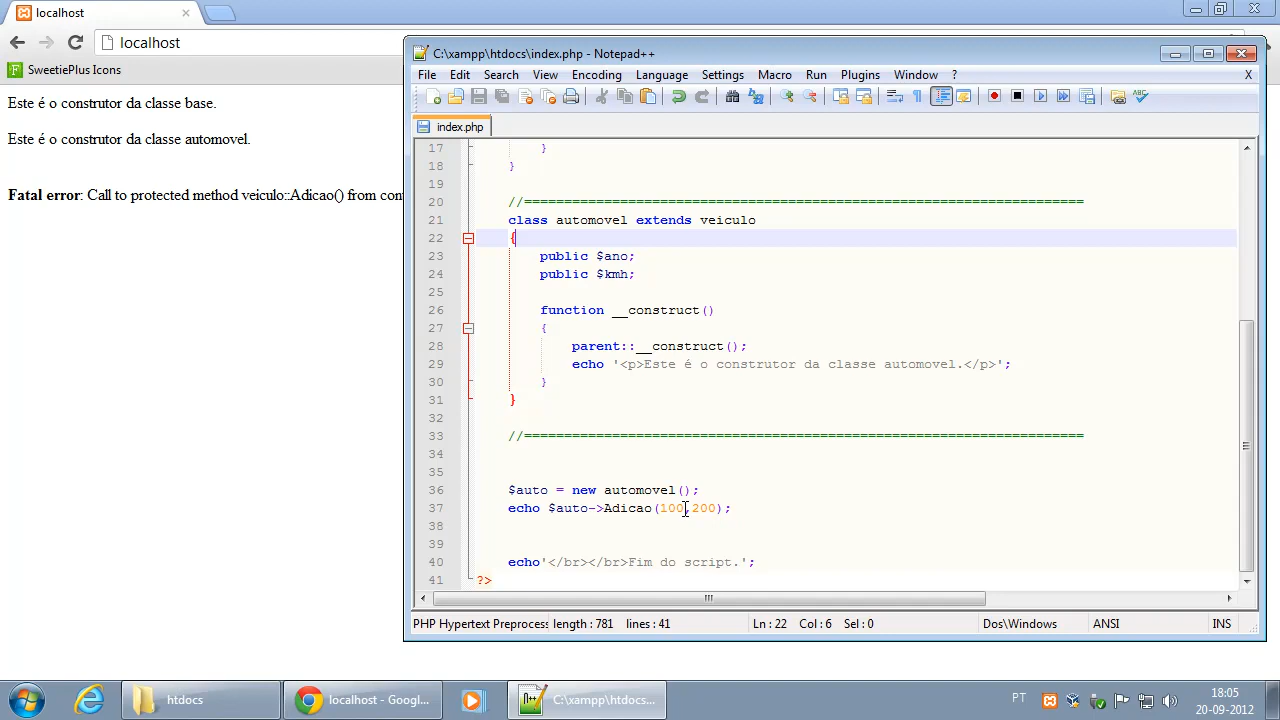 localhost
localhost
SweetiePlus Icons
Este é o construtor da classe base.
Este é o construtor da classe automovel.
Fatal error: Call to protected method veiculo::Adicao() from con
C:\xampp\htdocs\index.php - Notepad++
File Edit Search View Encoding Language Settings Macro Run Plugins Window ? X
index.php
17 }
18 }
19
20 //======================================================================
21 class automovel extends veiculo
22 {
23 public $ano;
24 public $kmh;
25
26 function __construct()
27 {
28 parent::__construct();
29 echo '<p>Este é o construtor da classe automovel.</p>';
30 }
31 }
32
33 //======================================================================
34
35
36 $auto = new automovel();
37 echo $auto->Adicao(100,200);
38
39
40 echo'</br></br>Fim do script.';
41 ?>
PHP Hypertext Preprocess length : 781 lines : 41 Ln : 22 Col : 6 Sel : 0 Dos\Windows ANSI INS
htdocs
localhost - Googl...
C:\xampp\htdocs...
PT
18:05
20-09-2012